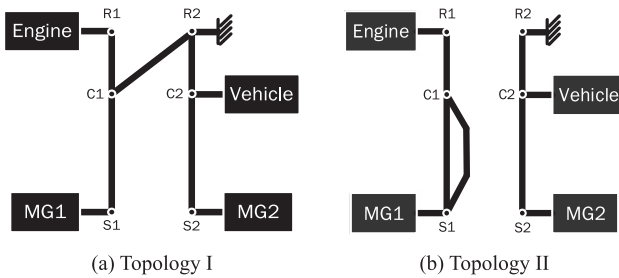 R1
R2
Engine
C1
C2
Vehicle
MG1
MG2
S1
S2
(a) Topology I
R1
R2
Engine
C1
C2
Vehicle
MG1
MG2
S1
S2
(b) Topology II